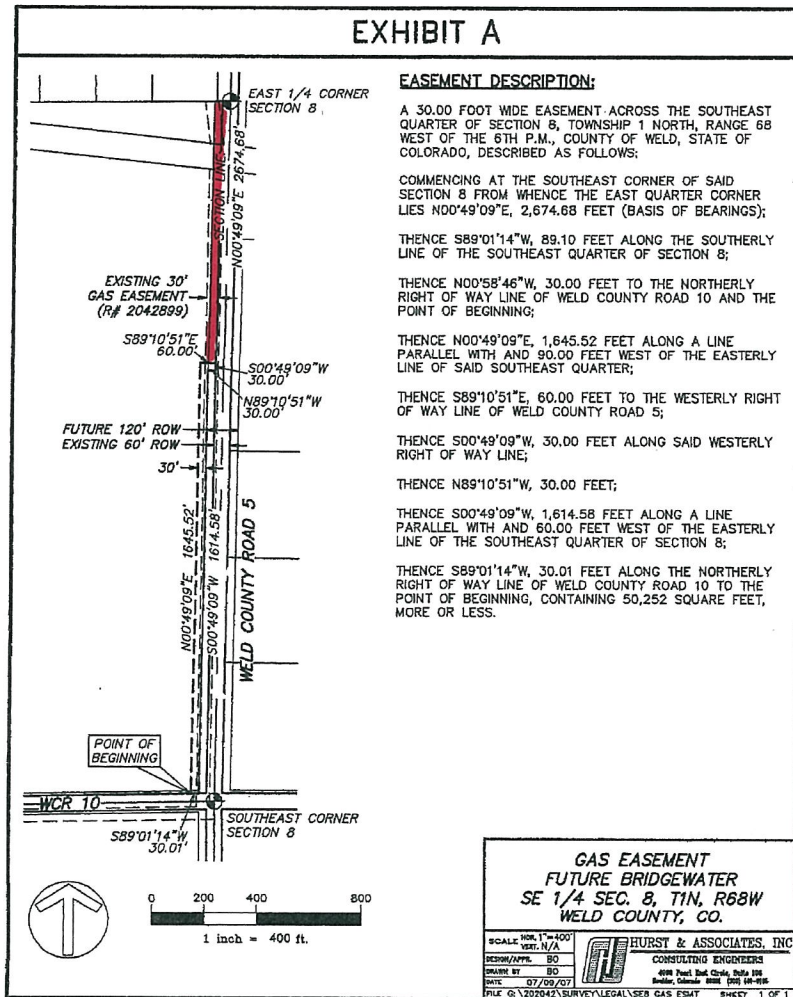 EXHIBIT A
EAST 1/4 CORNER
SECTION 8
SECTION LINE
N00°49'09"E 2674.68'
EXISTING 30'
GAS EASEMENT
(R# 2042899)
S89°10'51"E
60.00'
S00°49'09"W
30.00'
N89°10'51"W
30.00'
FUTURE 120' ROW
EXISTING 60' ROW
30'
N00°49'09"E 1645.52'
S00°49'09"W 1614.58'
WELD COUNTY ROAD 5
POINT OF
BEGINNING
WCR 10
S89°01'14"W
30.01'
SOUTHEAST CORNER
SECTION 8
0 200 400 800
1 inch = 400 ft.
EASEMENT DESCRIPTION:
A 30.00 FOOT WIDE EASEMENT ACROSS THE SOUTHEAST
QUARTER OF SECTION 8, TOWNSHIP 1 NORTH, RANGE 68
WEST OF THE 6TH P.M., COUNTY OF WELD, STATE OF
COLORADO, DESCRIBED AS FOLLOWS:
COMMENCING AT THE SOUTHEAST CORNER OF SAID
SECTION 8 FROM WHENCE THE EAST QUARTER CORNER
LIES N00°49'09"E, 2,674.68 FEET (BASIS OF BEARINGS);
THENCE S89°01'14"W, 89.10 FEET ALONG THE SOUTHERLY
LINE OF THE SOUTHEAST QUARTER OF SECTION 8;
THENCE N00°58'46"W, 30.00 FEET TO THE NORTHERLY
RIGHT OF WAY LINE OF WELD COUNTY ROAD 10 AND THE
POINT OF BEGINNING;
THENCE N00°49'09"E, 1,645.52 FEET ALONG A LINE
PARALLEL WITH AND 90.00 FEET WEST OF THE EASTERLY
LINE OF SAID SOUTHEAST QUARTER;
THENCE S89°10'51"E, 60.00 FEET TO THE WESTERLY RIGHT
OF WAY LINE OF WELD COUNTY ROAD 5;
THENCE S00°49'09"W, 30.00 FEET ALONG SAID WESTERLY
RIGHT OF WAY LINE;
THENCE N89°10'51"W, 30.00 FEET;
THENCE S00°49'09"W, 1,614.58 FEET ALONG A LINE
PARALLEL WITH AND 60.00 FEET WEST OF THE EASTERLY
LINE OF THE SOUTHEAST QUARTER OF SECTION 8;
THENCE S89°01'14"W, 30.01 FEET ALONG THE NORTHERLY
RIGHT OF WAY LINE OF WELD COUNTY ROAD 10 TO THE
POINT OF BEGINNING, CONTAINING 50,252 SQUARE FEET,
MORE OR LESS.
GAS EASEMENT
FUTURE BRIDGEWATER
SE 1/4 SEC. 8, T1N, R68W
WELD COUNTY, CO.
SCALE HOR. 1"=400'
VERT. N/A
DESIGN/APPR. BO
DRAWN BY BO
DATE 07/09/07
HURST & ASSOCIATES, INC
CONSULTING ENGINEERS
Boulder, Colorado
FILE G:\202042\SURVEY\LEGAL\SE8 GAS ESMT SHEET 1 OF 1